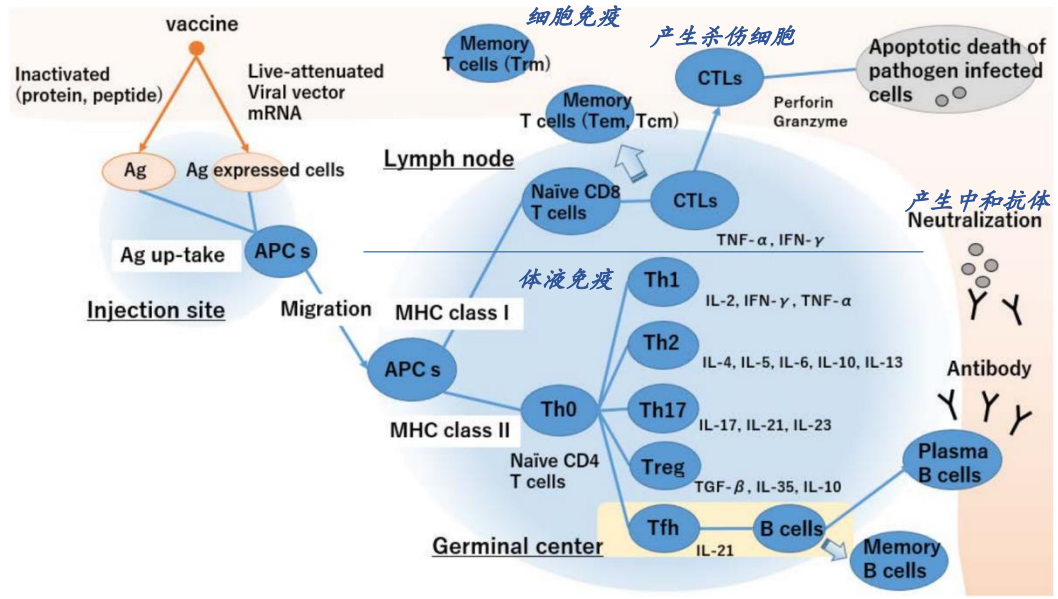 vaccine
Inactivated
(protein, peptide)
Live-attenuated
Viral vector
mRNA
Ag
Ag expressed cells
Ag up-take
APC s
Injection site
Migration
细胞免疫
Memory
T cells (Trm)
产生杀伤细胞
CTLs
Apoptotic death of
pathogen infected
cells
Perforin
Granzyme
Memory
T cells (Tem, Tcm)
Lymph node
Naïve CD8
T cells
CTLs
TNF-α, IFN-γ
体液免疫
MHC class I
APC s
MHC class II
Th0
Naïve CD4
T cells
Th1
IL-2, IFN-γ, TNF-α
Th2
IL-4, IL-5, IL-6, IL-10, IL-13
Th17
IL-17, IL-21, IL-23
Treg
TGF-β, IL-35, IL-10
Tfh
IL-21
B cells
Germinal center
产生中和抗体
Neutralization
Antibody
Plasma
B cells
Memory
B cells